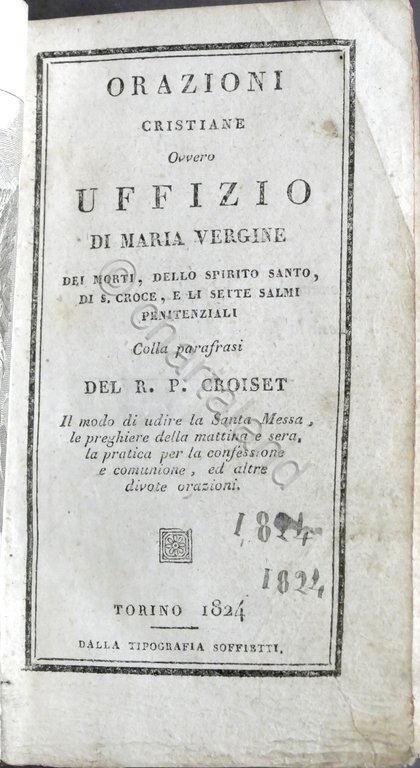 ORAZIONI
CRISTIANE
Ovvero
UFFIZIO
DI MARIA VERGINE
DEI MORTI, DELLO SPIRITO SANTO,
DI S. CROCE, E LI SETTE SALMI
PENITENZIALI
Colla parafrasi
DEL R. P. CROISET
Il modo di udire la Santa Messa,
le preghiere della mattina e sera,
la pratica per la confessione
e comunione, ed altre
divote orazioni.
1824
1824
TORINO 1824
DALLA TIPOGRAFIA SOFFIETTI.